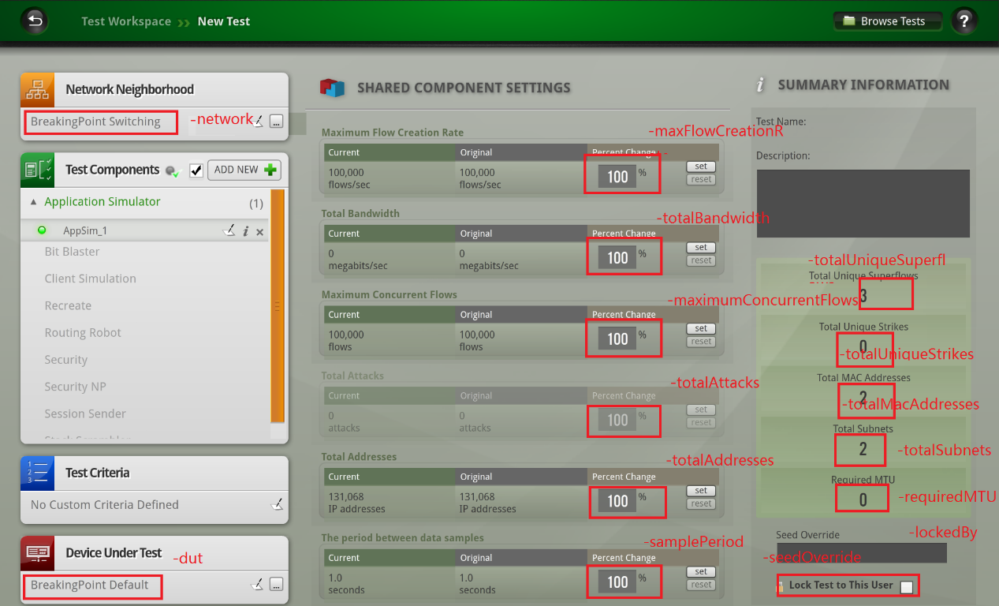 Test Workspace >> New Test
Browse Tests
?
Network Neighborhood
BreakingPoint Switching
-network
...
Test Components
ADD NEW
Application Simulator
(1)
AppSim_1
i
x
Bit Blaster
Client Simulation
Recreate
Routing Robot
Security
Security NP
Session Sender
Test Criteria
1
2
3
No Custom Criteria Defined
Device Under Test
-dut
BreakingPoint Default
...
SHARED COMPONENT SETTINGS
Maximum Flow Creation Rate
-maxFlowCreationR
Current Original Percent Change
100,000 100,000 100 % set
flows/sec flows/sec reset
Total Bandwidth
-totalBandwidth
Current Original Percent Change
0 0 100 % set
megabits/sec megabits/sec reset
Maximum Concurrent Flows
-maximumConcurrentFlows
Current Original Percent Change
100,000 100,000 100 % set
flows flows reset
Total Attacks
-totalAttacks
Current Original Percent Change
0 0 100 % set
attacks attacks reset
Total Addresses
-totalAddresses
Current Original Percent Change
131,068 131,068 100 % set
IP addresses IP addresses reset
The period between data samples
-samplePeriod
Current Original Percent Change
1.0 1.0 100 % set
seconds seconds reset
i SUMMARY INFORMATION
Test Name:
Description:
-totalUniqueSuperfl
Total Unique Superflows
3
Total Unique Strikes
0
-totalUniqueStrikes
Total MAC Addresses
2
-totalMacAddresses
Total Subnets
2
-totalSubnets
Required MTU
0
-requiredMTU
Seed Override
-lockedBy
-seedOverride
Lock Test to This User